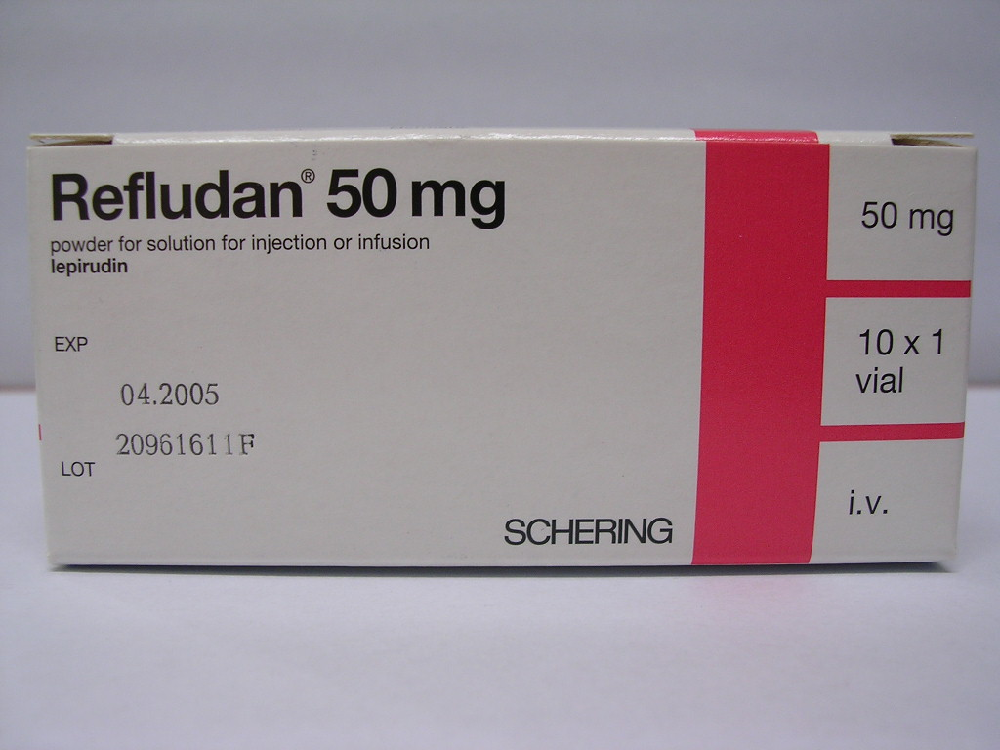 Refludan® 50 mg
powder for solution for injection or infusion
lepirudin
EXP
04.2005
20961611F
LOT
SCHERING
50 mg
10 x 1
vial
i.v.